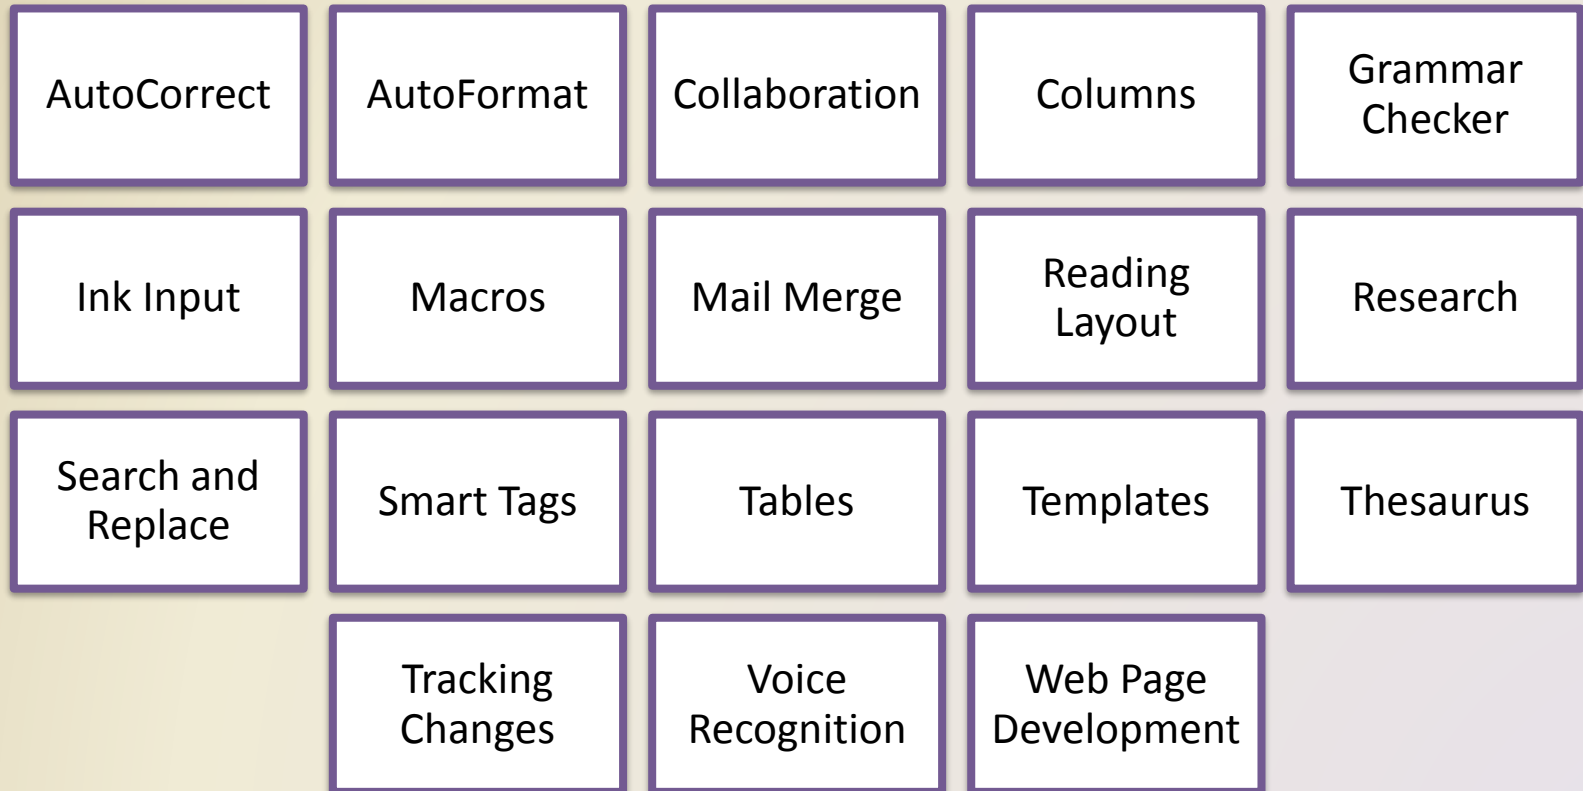 AutoCorrect
AutoFormat
Collaboration
Columns
Grammar
Checker
Ink Input
Macros
Mail Merge
Reading
Layout
Research
Search and
Replace
Smart Tags
Tables
Templates
Thesaurus
Tracking
Changes
Voice
Recognition
Web Page
Development